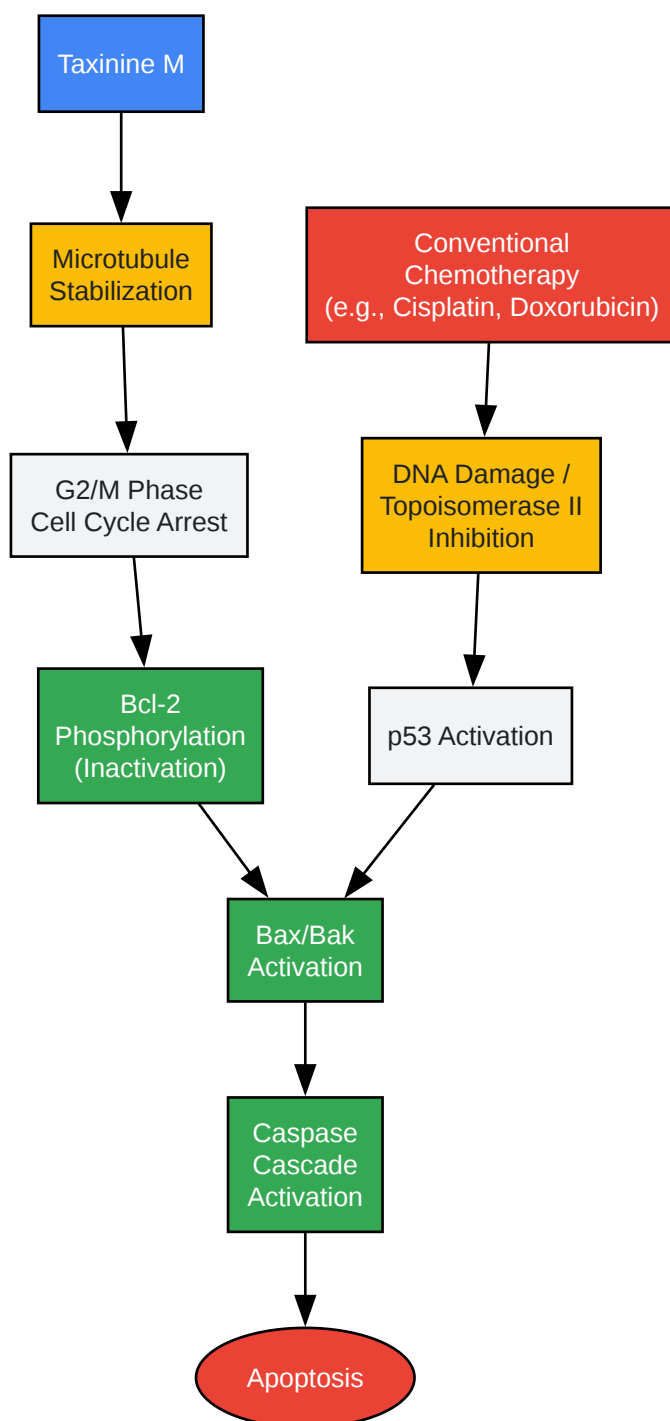 Taxinine M
Microtubule
Stabilization
Conventional
Chemotherapy
(e.g., Cisplatin, Doxorubicin)
G2/M Phase
Cell Cycle Arrest
DNA Damage /
Topoisomerase II
Inhibition
Bcl-2
Phosphorylation
(Inactivation)
p53 Activation
Bax/Bak
Activation
Caspase
Cascade
Activation
Apoptosis